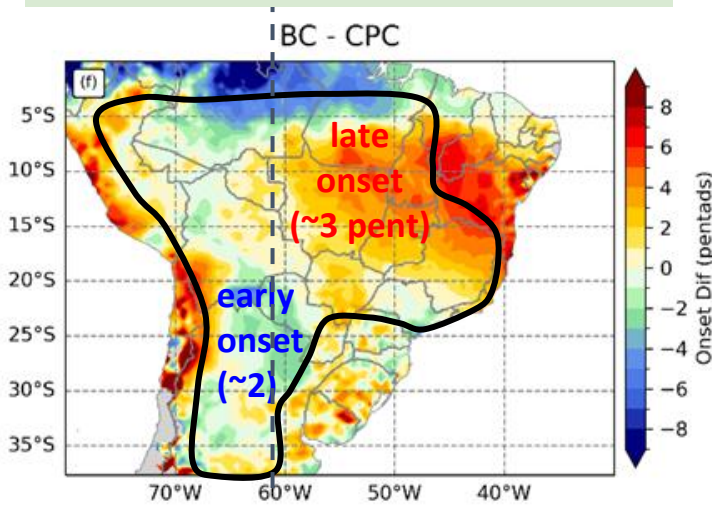 BC - CPC
(f)
5°S
10°S
15°S
20°S
25°S
30°S
35°S
70°W
60°W
50°W
40°W
late
onset
(~3 pent)
early
onset
(~2)
8
6
4
2
0
−2
−4
−6
−8
Onset Dif (pentads)